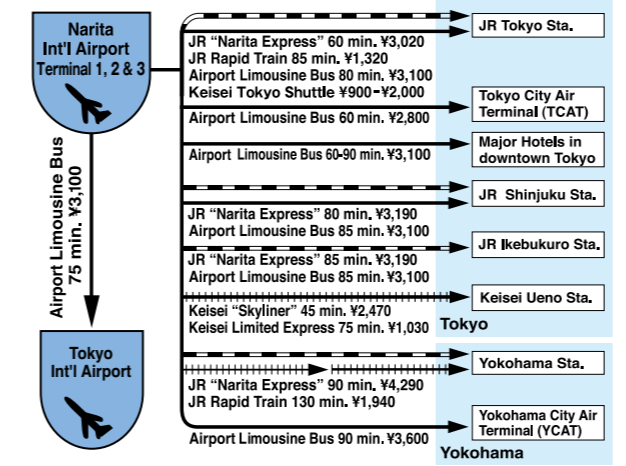 Narita
Int'l Airport
Terminal 1, 2 & 3
Airport Limousine Bus
75 min. ¥3,100
Tokyo
Int'l Airport
JR Tokyo Sta.
JR "Narita Express" 60 min. ¥3,020
JR Rapid Train 85 min. ¥1,320
Airport Limousine Bus 80 min. ¥3,100
Keisei Tokyo Shuttle ¥900-¥2,000
Tokyo City Air
Terminal (TCAT)
Airport Limousine Bus 60 min. ¥2,800
Major Hotels in
downtown Tokyo
Airport Limousine Bus 60-90 min. ¥3,100
JR Shinjuku Sta.
JR "Narita Express" 80 min. ¥3,190
Airport Limousine Bus 85 min. ¥3,100
JR Ikebukuro Sta.
JR "Narita Express" 85 min. ¥3,190
Airport Limousine Bus 85 min. ¥3,100
Keisei Ueno Sta.
Keisei "Skyliner" 45 min. ¥2,470
Keisei Limited Express 75 min. ¥1,030
Tokyo
Yokohama Sta.
JR "Narita Express" 90 min. ¥4,290
JR Rapid Train 130 min. ¥1,940
Yokohama City Air
Terminal (YCAT)
Airport Limousine Bus 90 min. ¥3,600
Yokohama